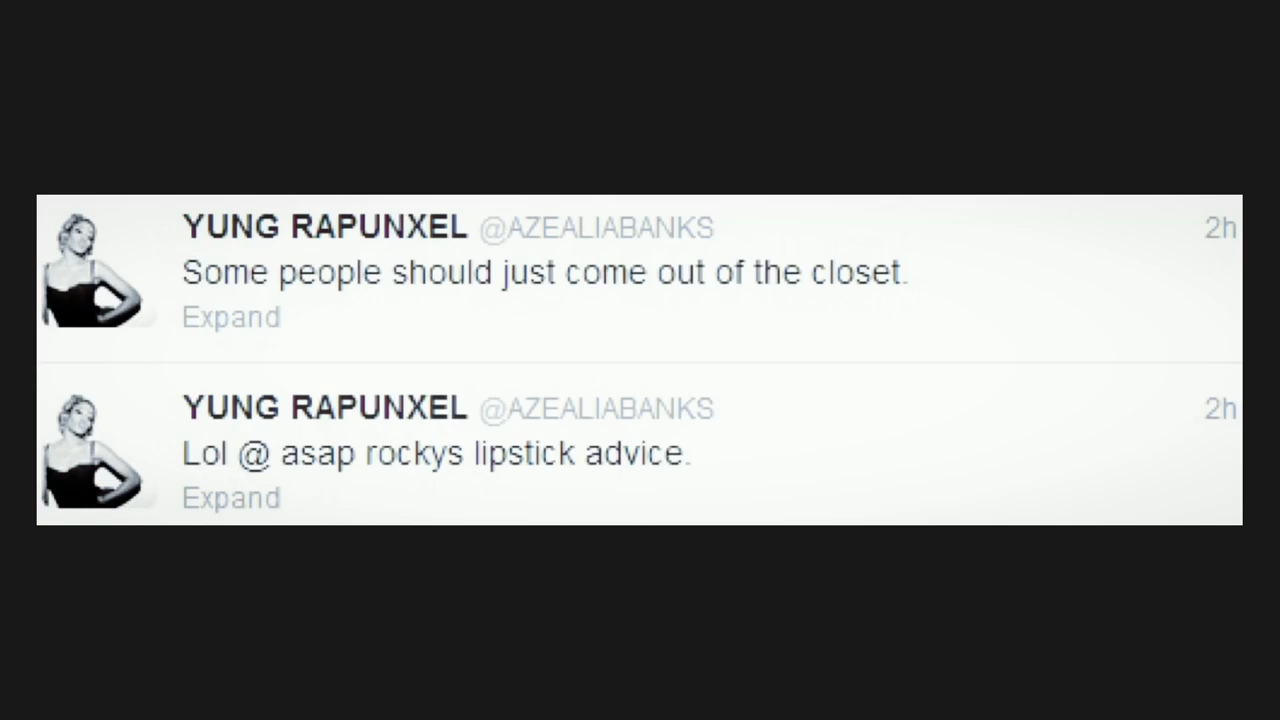 YUNG RAPUNXEL @AZEALIABANKS 2h
Some people should just come out of the closet.
Expand
YUNG RAPUNXEL @AZEALIABANKS 2h
Lol @ asap rockys lipstick advice.
Expand